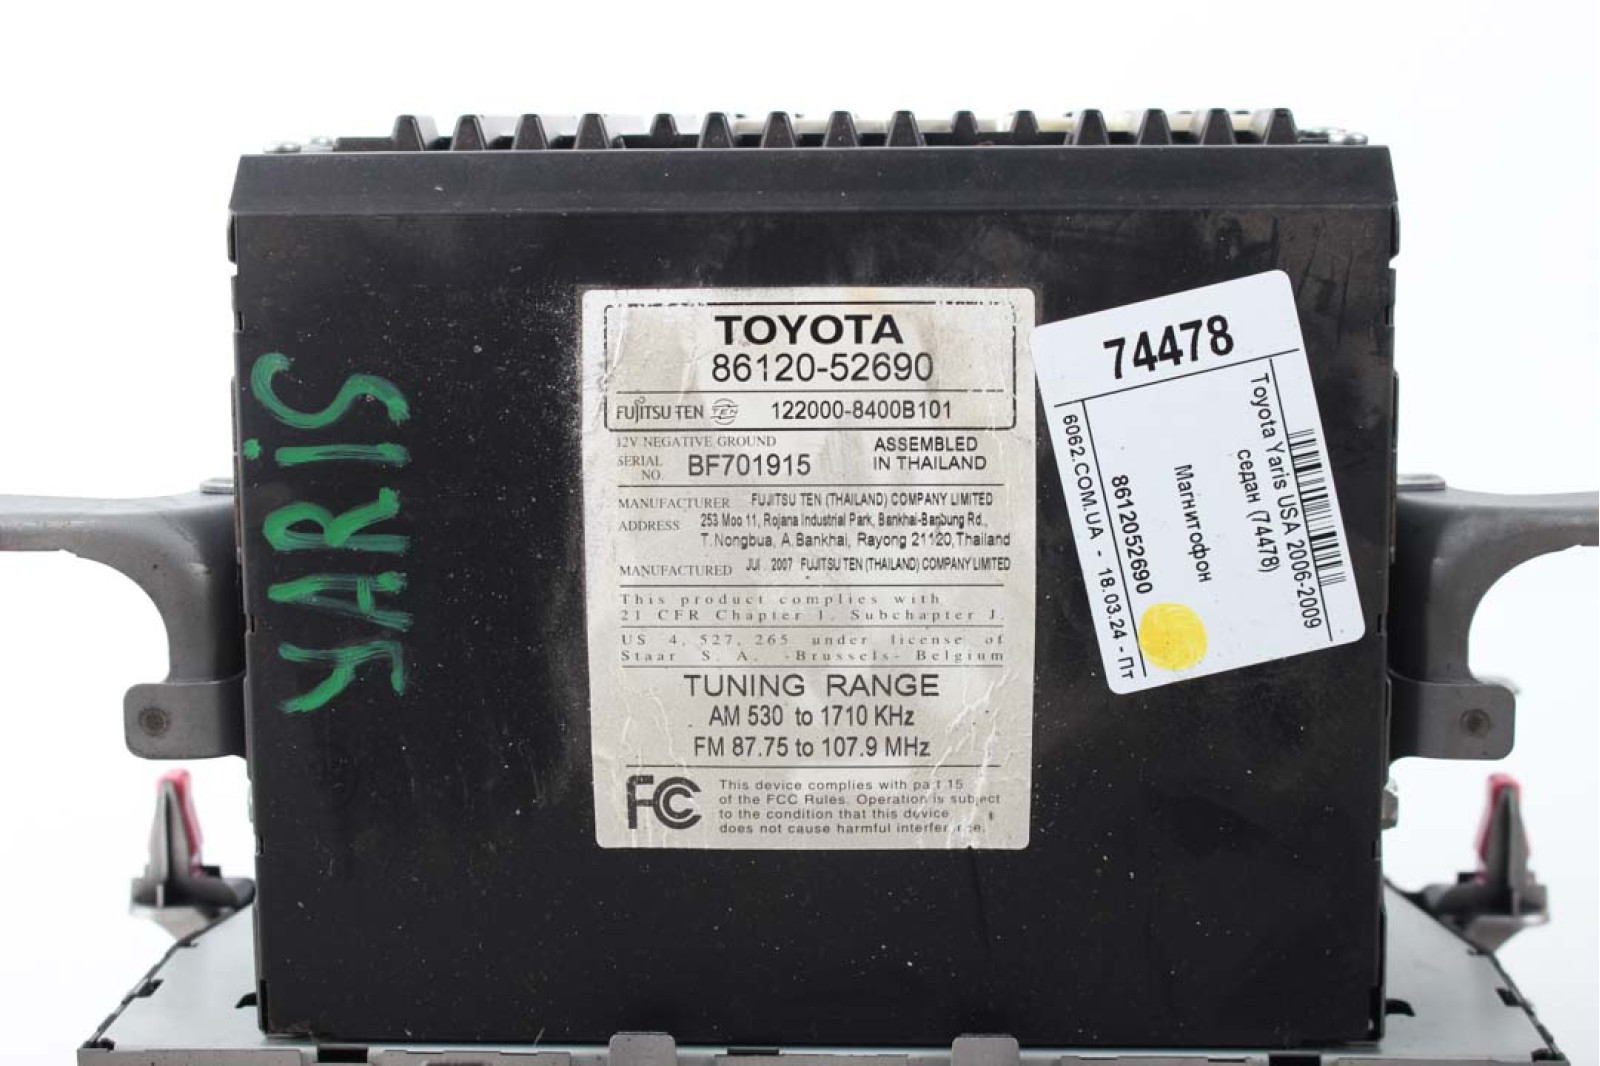 YARiS
TOYOTA
86120-52690
FUJITSU TEN TEN 122000-8400B101
12V NEGATIVE GROUND
SERIAL NO. BF701915
ASSEMBLED
IN THAILAND
MANUFACTURER FUJITSU TEN (THAILAND) COMPANY LIMITED
ADDRESS 253 Moo 11, Rojana Industrial Park, Bankhai-Banbung Rd.,
T.Nongbua, A.Bankhai, Rayong 21120,Thailand
MANUFACTURED JUl . 2007 FUJITSU TEN (THAILAND) COMPANY LIMITED
This product complies with
21 CFR Chapter 1, Subchapter J.
US 4, 527, 265 under license of
Staar S. A. -Brussels- Belgium
TUNING RANGE
AM 530 to 1710 KHz
FM 87.75 to 107.9 MHz
FC
This device complies with part 15
of the FCC Rules. Operation is subject
to the condition that this device
does not cause harmful interference.
74478
Toyota Yaris USA 2006-2009
седан (74478)
Магнитофон
8612052690
6062.COM.UA - 18.03.24 - Пт